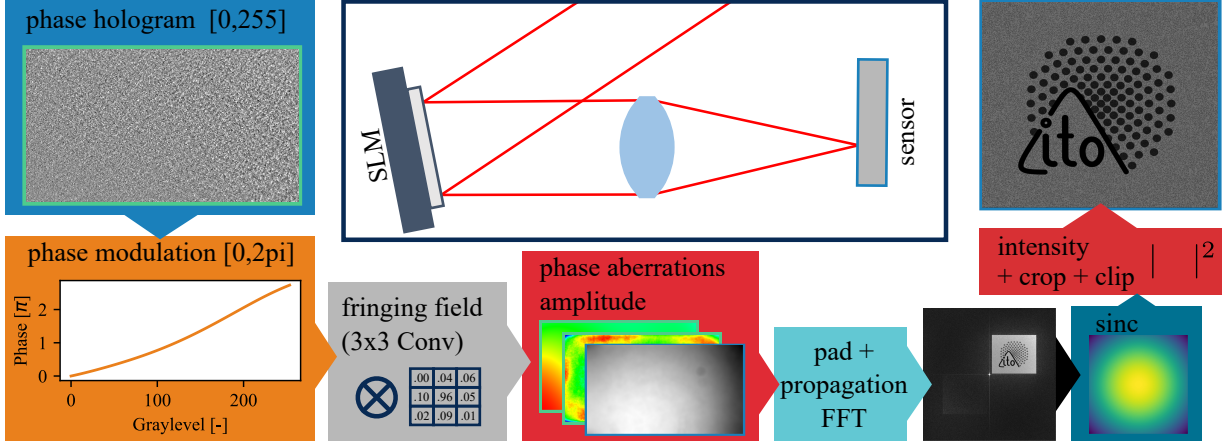 phase hologram [0,255]
SLM
sensor
ito
phase modulation [0,2pi]
Phase [π]
2
1
0
0
100
200
Graylevel [-]
fringing field
(3x3 Conv)
.00 .04 .06
.10 .96 .05
.02 .09 .01
phase aberrations
amplitude
pad +
propagation
FFT
ito
sinc
intensity
+ crop + clip | |²